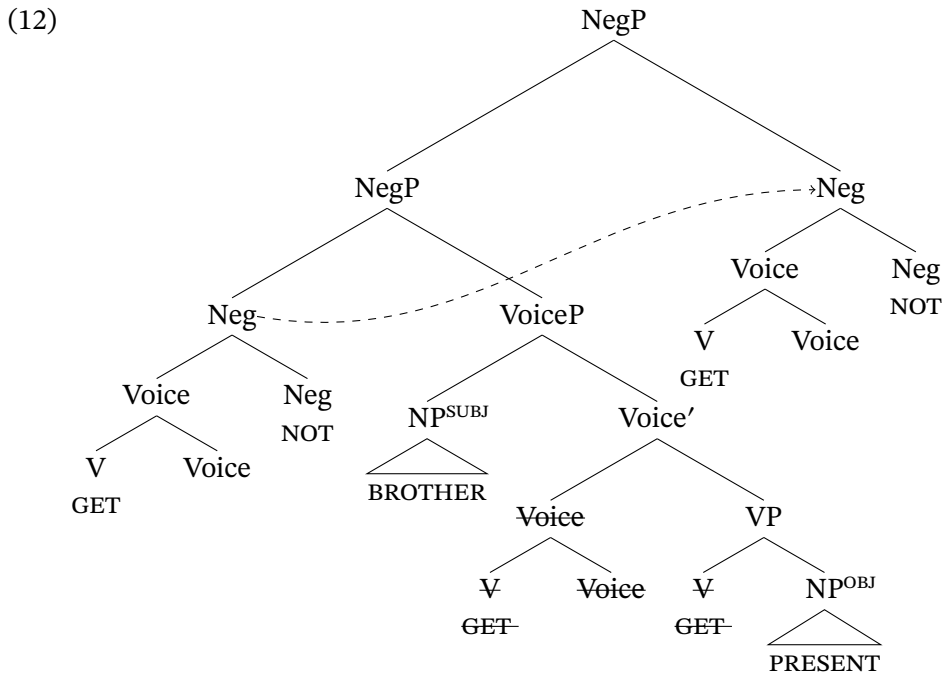 (12) NegP
NegP Neg
Voice Neg
NOT
Neg VoiceP
V Voice
GET
Voice Neg
NOT
NP^SUBJ Voice′
BROTHER
V Voice
GET
Voice VP
V Voice V NP^OBJ
GET GET
PRESENT